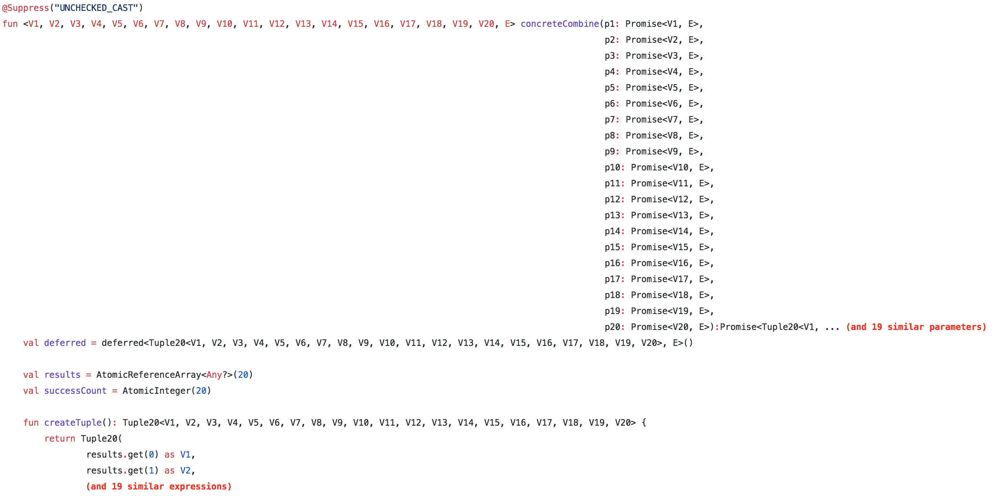 @Suppress("UNCHECKED_CAST")
fun <V1, V2, V3, V4, V5, V6, V7, V8, V9, V10, V11, V12, V13, V14, V15, V16, V17, V18, V19, V20, E> concreteCombine(p1: Promise<V1, E>,
p2: Promise<V2, E>,
p3: Promise<V3, E>,
p4: Promise<V4, E>,
p5: Promise<V5, E>,
p6: Promise<V6, E>,
p7: Promise<V7, E>,
p8: Promise<V8, E>,
p9: Promise<V9, E>,
p10: Promise<V10, E>,
p11: Promise<V11, E>,
p12: Promise<V12, E>,
p13: Promise<V13, E>,
p14: Promise<V14, E>,
p15: Promise<V15, E>,
p16: Promise<V16, E>,
p17: Promise<V17, E>,
p18: Promise<V18, E>,
p19: Promise<V19, E>,
p20: Promise<V20, E>):Promise<Tuple20<V1, ... (and 19 similar parameters)
val deferred = deferred<Tuple20<V1, V2, V3, V4, V5, V6, V7, V8, V9, V10, V11, V12, V13, V14, V15, V16, V17, V18, V19, V20>, E>()
val results = AtomicReferenceArray<Any?>(20)
val successCount = AtomicInteger(20)
fun createTuple(): Tuple20<V1, V2, V3, V4, V5, V6, V7, V8, V9, V10, V11, V12, V13, V14, V15, V16, V17, V18, V19, V20> {
return Tuple20(
results.get(0) as V1,
results.get(1) as V2,
(and 19 similar expressions)